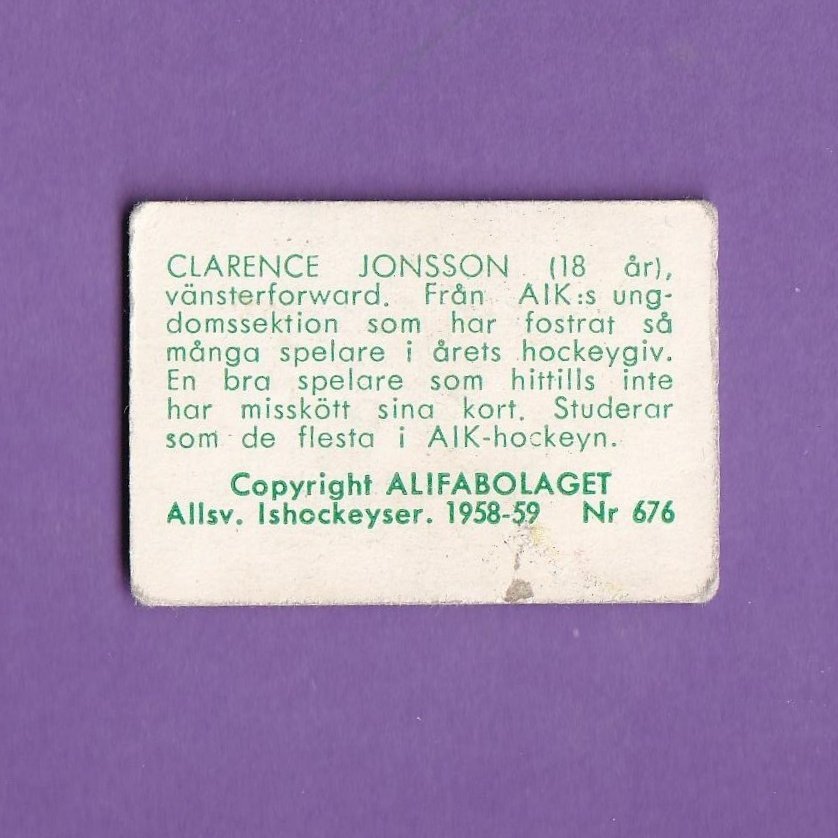 CLARENCE JONSSON (18 år),
vänsterforward. Från AIK:s ung-
domssektion som har fostrat så
många spelare i årets hockeygiv.
En bra spelare som hittills inte
har misskött sina kort. Studerar
som de flesta i AIK-hockeyn.
Copyright ALIFABOLAGET
Allsv. Ishockeyser. 1958-59 Nr 676